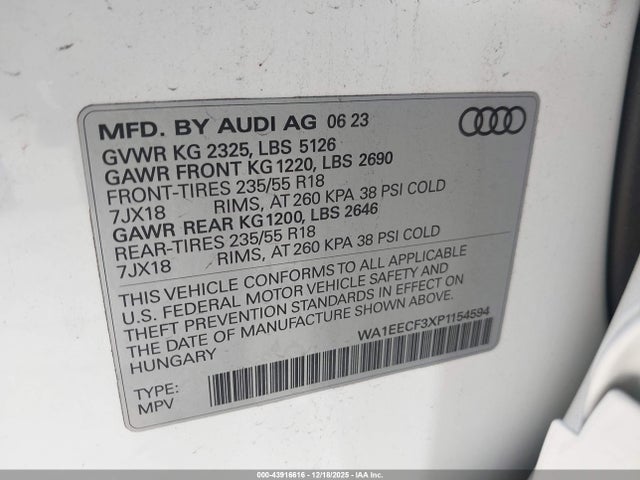 MFD. BY AUDI AG 06 23
GVWR KG 2325, LBS 5126
GAWR FRONT KG 1220, LBS 2690
FRONT-TIRES 235/55 R18
7JX18 RIMS, AT 260 KPA 38 PSI COLD
GAWR REAR KG1200, LBS 2646
REAR-TIRES 235/55 R18
7JX18 RIMS, AT 260 KPA 38 PSI COLD
THIS VEHICLE CONFORMS TO ALL APPLICABLE
U.S. FEDERAL MOTOR VEHICLE SAFETY AND
THEFT PREVENTION STANDARDS IN EFFECT ON
THE DATE OF MANUFACTURE SHOWN ABOVE
HUNGARY
WA1EECF3XP1154594
TYPE:
MPV
000-43916616 - 12/18/2025 - IAAI.COM